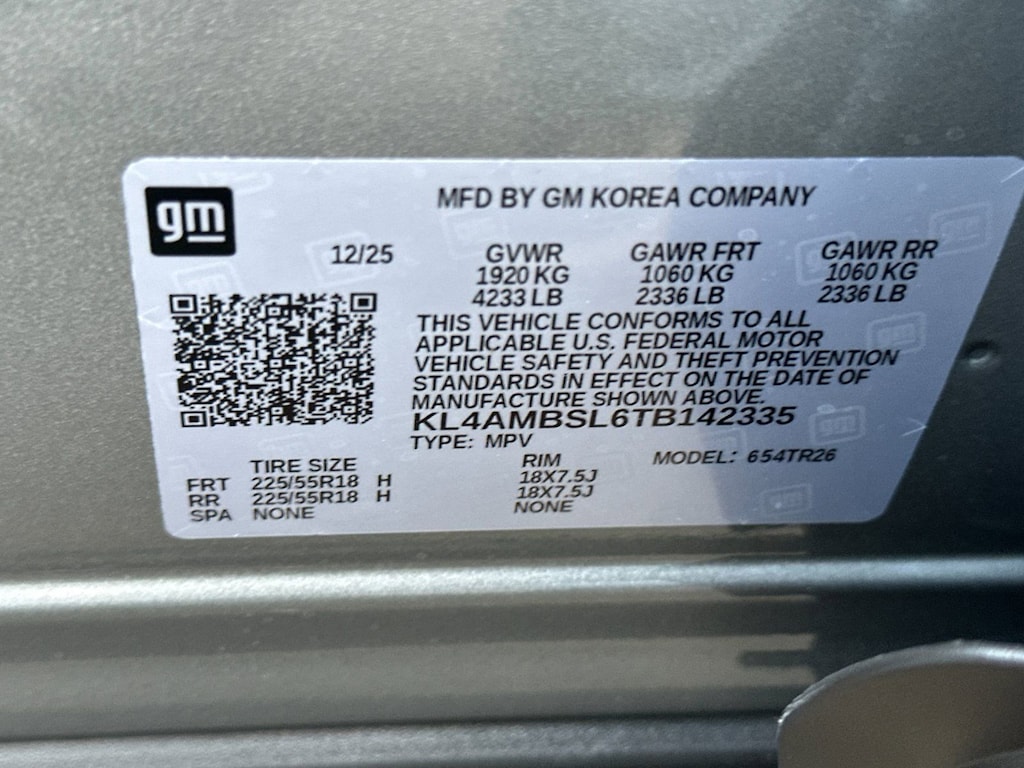 gm
MFD BY GM KOREA COMPANY
12/25 GVWR GAWR FRT GAWR RR
1920 KG 1060 KG 1060 KG
4233 LB 2336 LB 2336 LB
THIS VEHICLE CONFORMS TO ALL
APPLICABLE U.S. FEDERAL MOTOR
VEHICLE SAFETY AND THEFT PREVENTION
STANDARDS IN EFFECT ON THE DATE OF
MANUFACTURE SHOWN ABOVE.
KL4AMBSL6TB142335
TYPE: MPV
TIRE SIZE RIM MODEL: 654TR26
FRT 225/55R18 H 18X7.5J
RR 225/55R18 H 18X7.5J
SPA NONE NONE